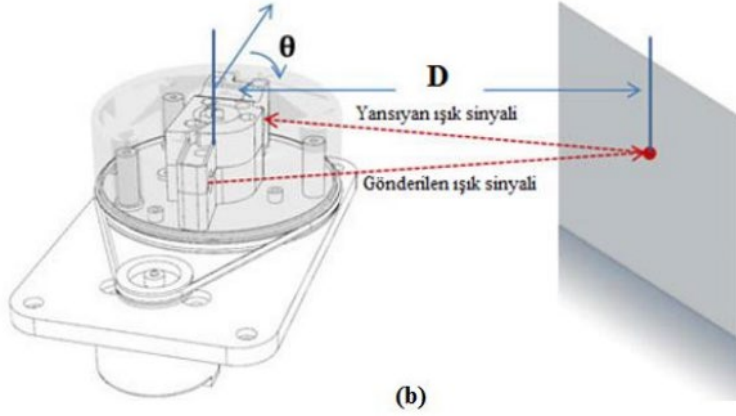 θ
D
Yansıyan ışık sinyali
Gönderilen ışık sinyali
(b)